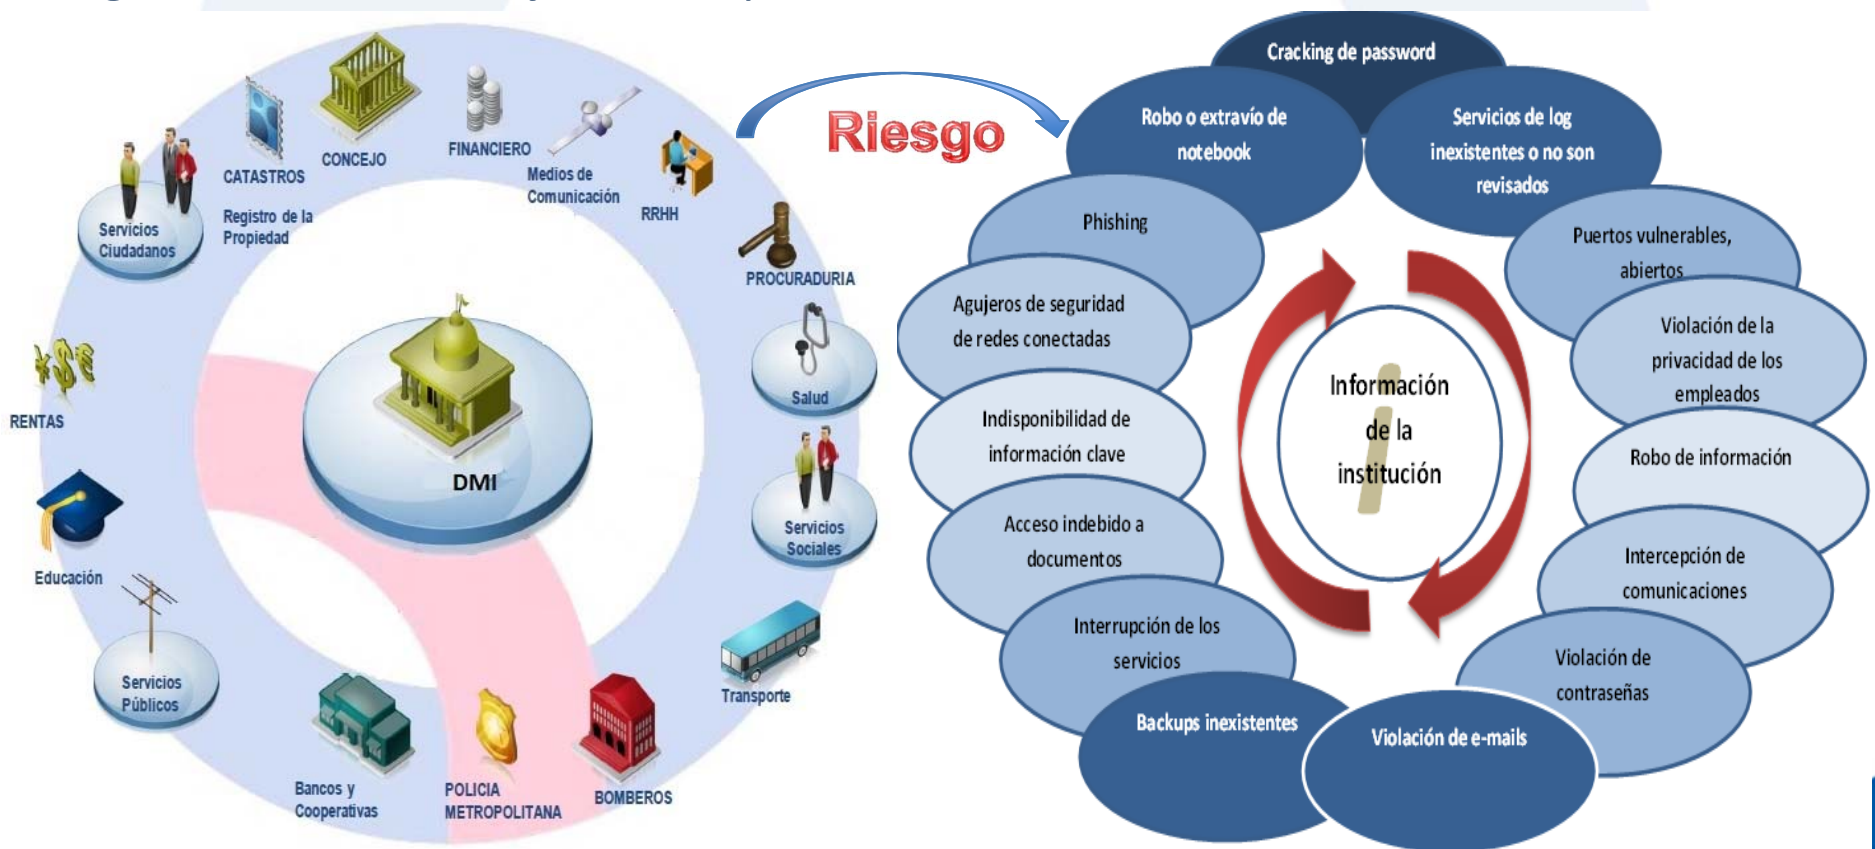 CONCEJO
FINANCIERO
CATASTROS
Registro de la
Propiedad
Medios de
Comunicación
RRHH
Servicios
Ciudadanos
PROCURADURIA
Salud
RENTAS
DMI
Servicios
Sociales
Educación
Servicios
Públicos
Transporte
Bancos y
Cooperativas
POLICIA
METROPOLITANA
BOMBEROS
Riesgo
Cracking de password
Robo o extravío de
notebook
Servicios de log
inexistentes o no son
revisados
Phishing
Puertos vulnerables,
abiertos
Agujeros de seguridad
de redes conectadas
Violación de la
privacidad de los
empleados
Información
de la
institución
Indisponibilidad de
información clave
Robo de información
Acceso indebido a
documentos
Intercepción de
comunicaciones
Interrupción de los
servicios
Violación de
contraseñas
Backups inexistentes
Violación de e-mails